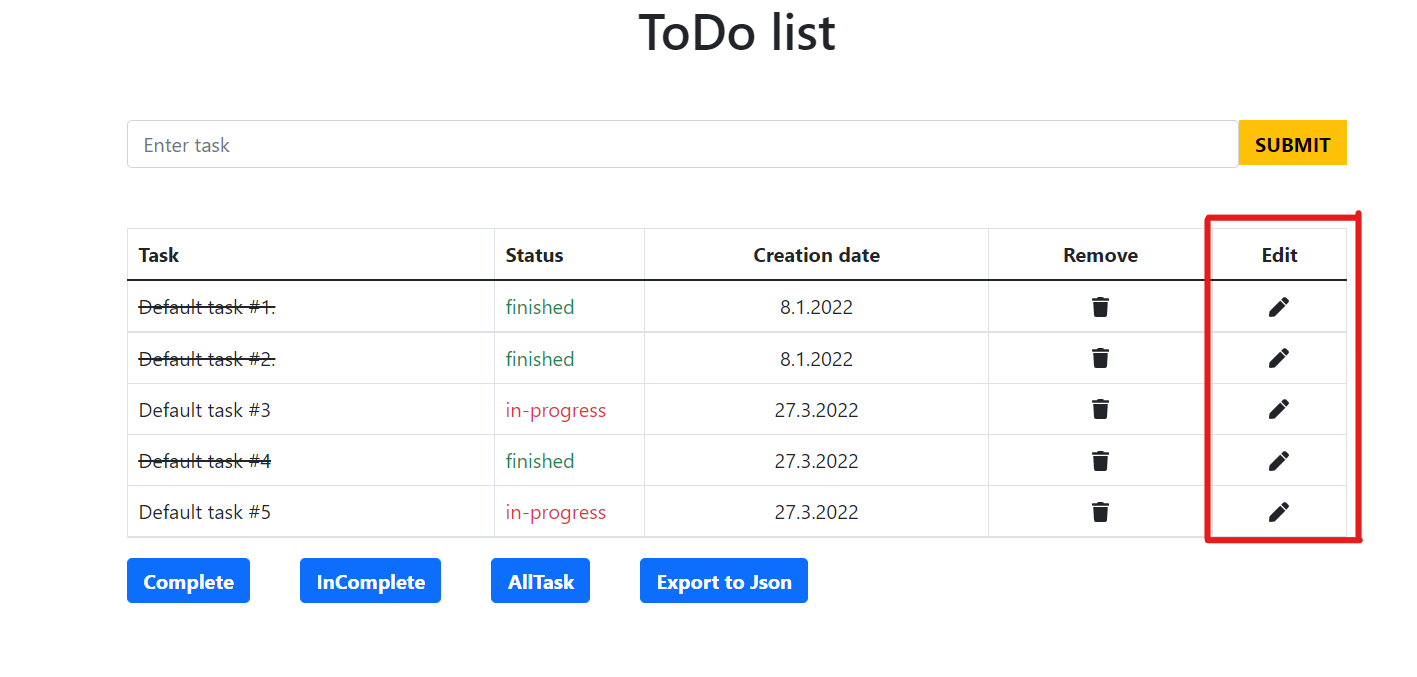 ToDo list
Enter task SUBMIT
Task Status Creation date Remove Edit
Default task #1. finished 8.1.2022
Default task #2. finished 8.1.2022
Default task #3 in-progress 27.3.2022
Default task #4 finished 27.3.2022
Default task #5 in-progress 27.3.2022
Complete InComplete AllTask Export to Json